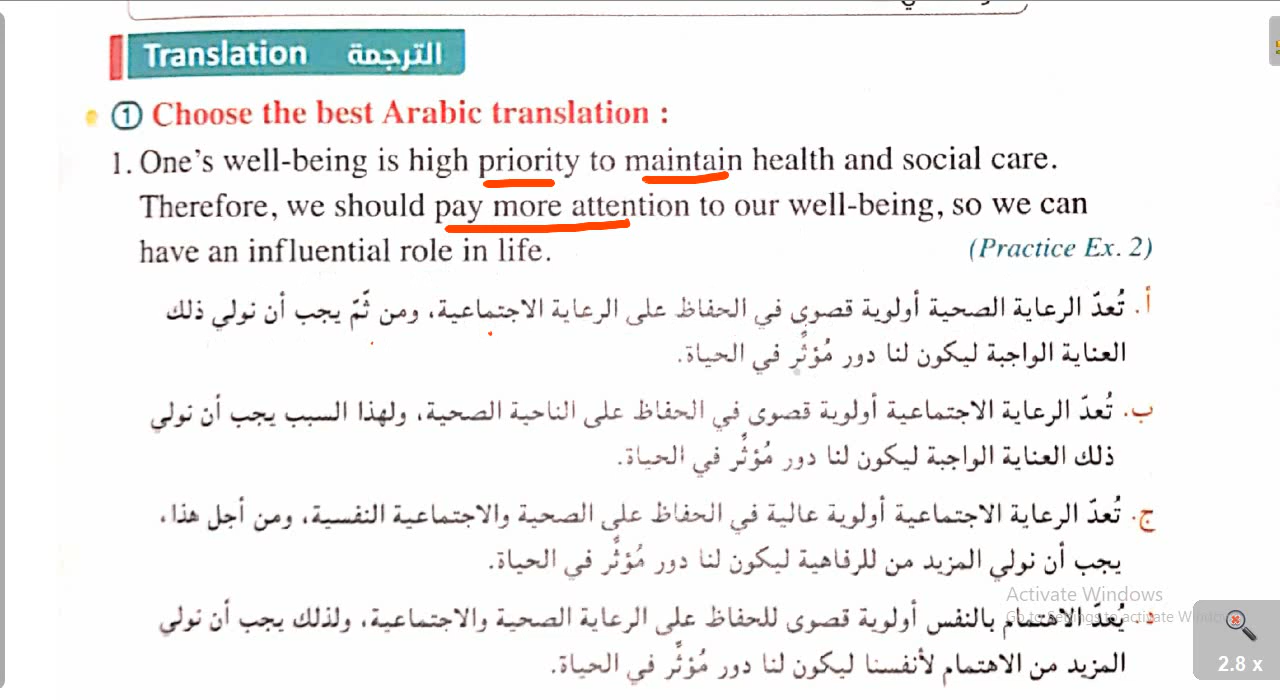 Translation الترجمة
① Choose the best Arabic translation :
1. One's well-being is high priority to maintain health and social care.
Therefore, we should pay more attention to our well-being, so we can
have an influential role in life. (Practice Ex. 2)
أ. تُعدّ الرعاية الصحية أولوية قصوى في الحفاظ على الرعاية الاجتماعية، ومن ثَمّ يجب أن نولي ذلك
العناية الواجبة ليكون لنا دور مُؤثِّر في الحياة.
ب. تُعدّ الرعاية الاجتماعية أولوية قصوى في الحفاظ على الناحية الصحية، ولهذا السبب يجب أن نولي
ذلك العناية الواجبة ليكون لنا دور مُؤثِّر في الحياة.
ج. تُعدّ الرعاية الاجتماعية أولوية عالية في الحفاظ على الصحية والاجتماعية النفسية، ومن أجل هذا،
يجب أن نولي المزيد من للرفاهية ليكون لنا دور مُؤثِّر في الحياة.
د. يُعدّ الاهتمام بالنفس أولوية قصوى للحفاظ على الرعاية الصحية والاجتماعية، ولذلك يجب أن نولي
المزيد من الاهتمام لأنفسنا ليكون لنا دور مُؤثِّر في الحياة.
Activate Windows
Go to Settings to activate Windows.
2.8 x